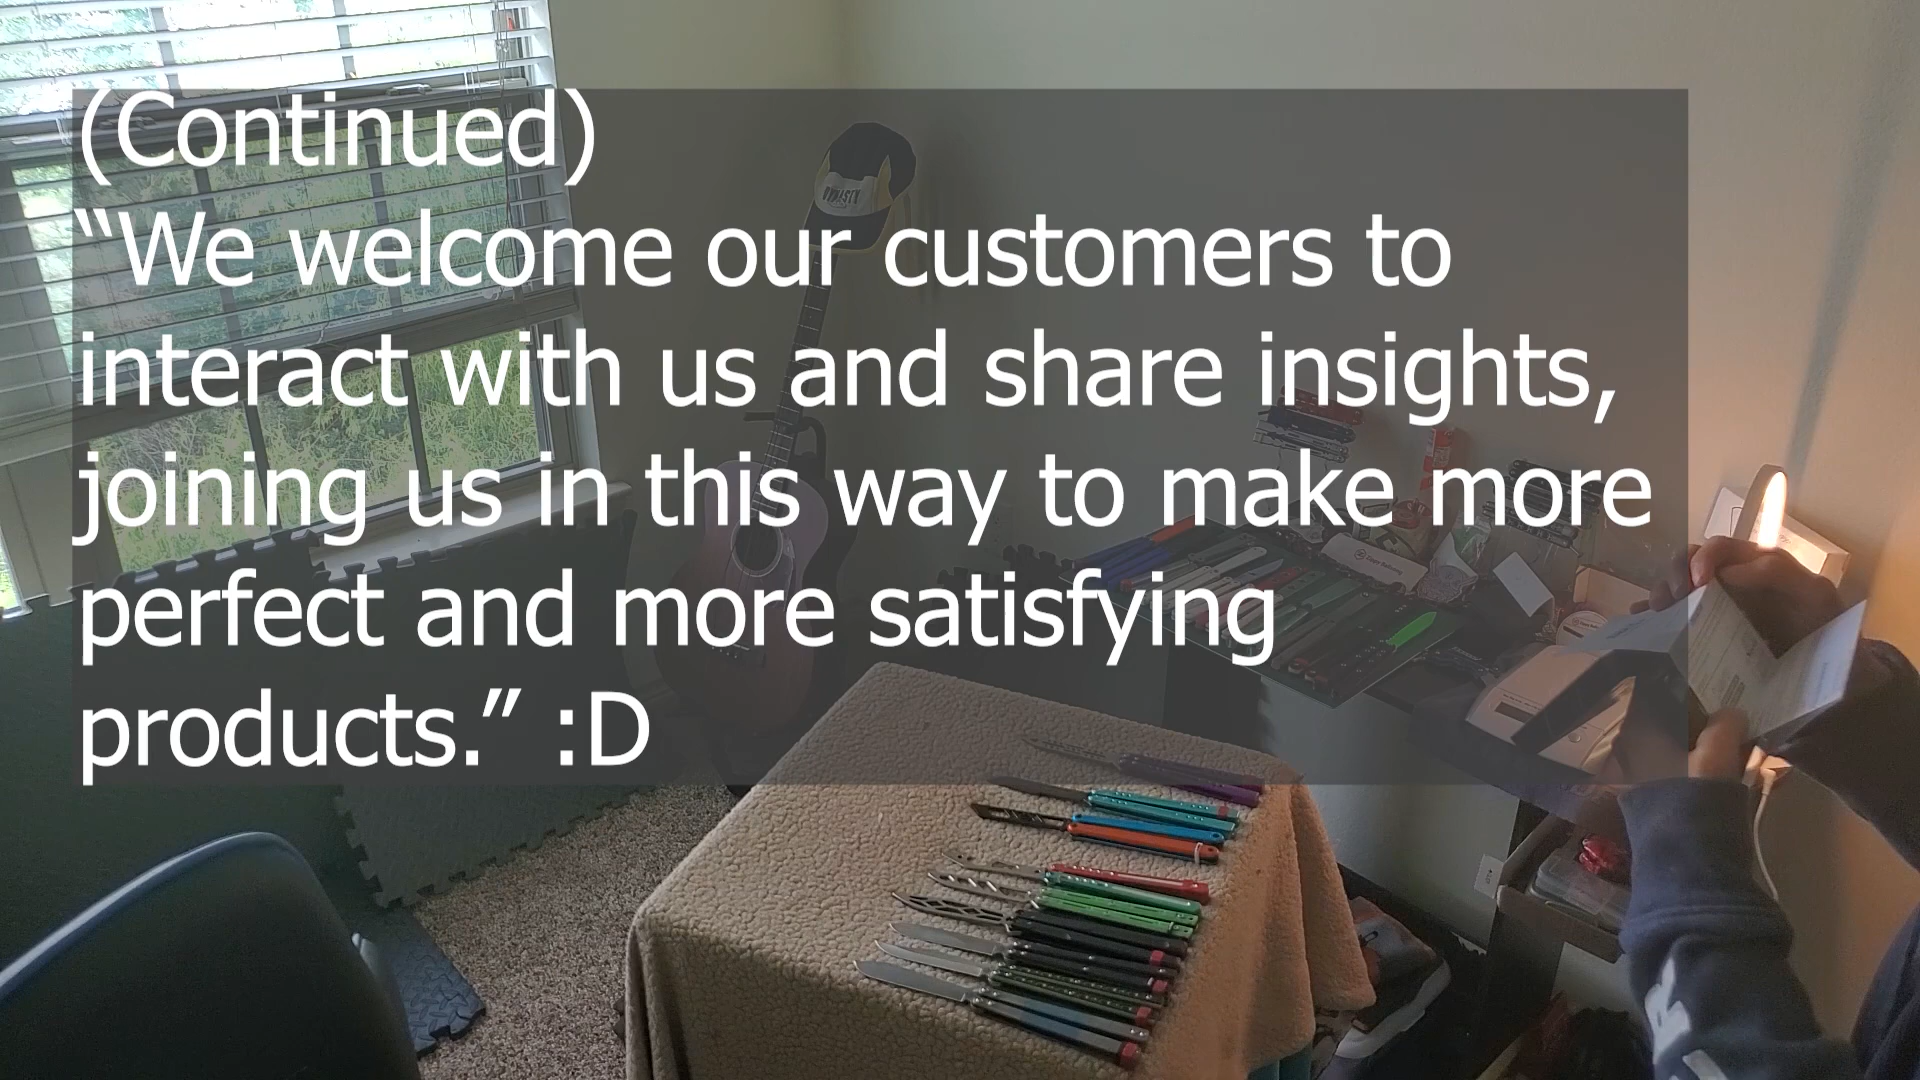 (Continued)
“We welcome our customers to
interact with us and share insights,
joining us in this way to make more
perfect and more satisfying
products.” :D
DYNASTY